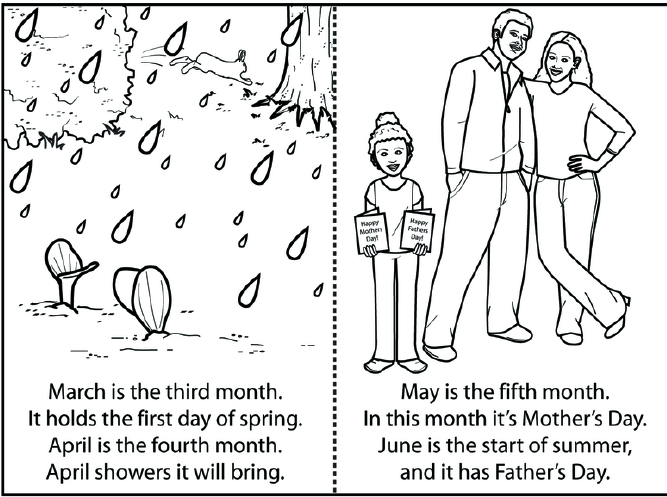 March is the third month.
It holds the first day of spring.
April is the fourth month.
April showers it will bring.
Happy
Mothers
Day!
Happy
Fathers
Day!
May is the fifth month.
In this month it's Mother's Day.
June is the start of summer,
and it has Father's Day.